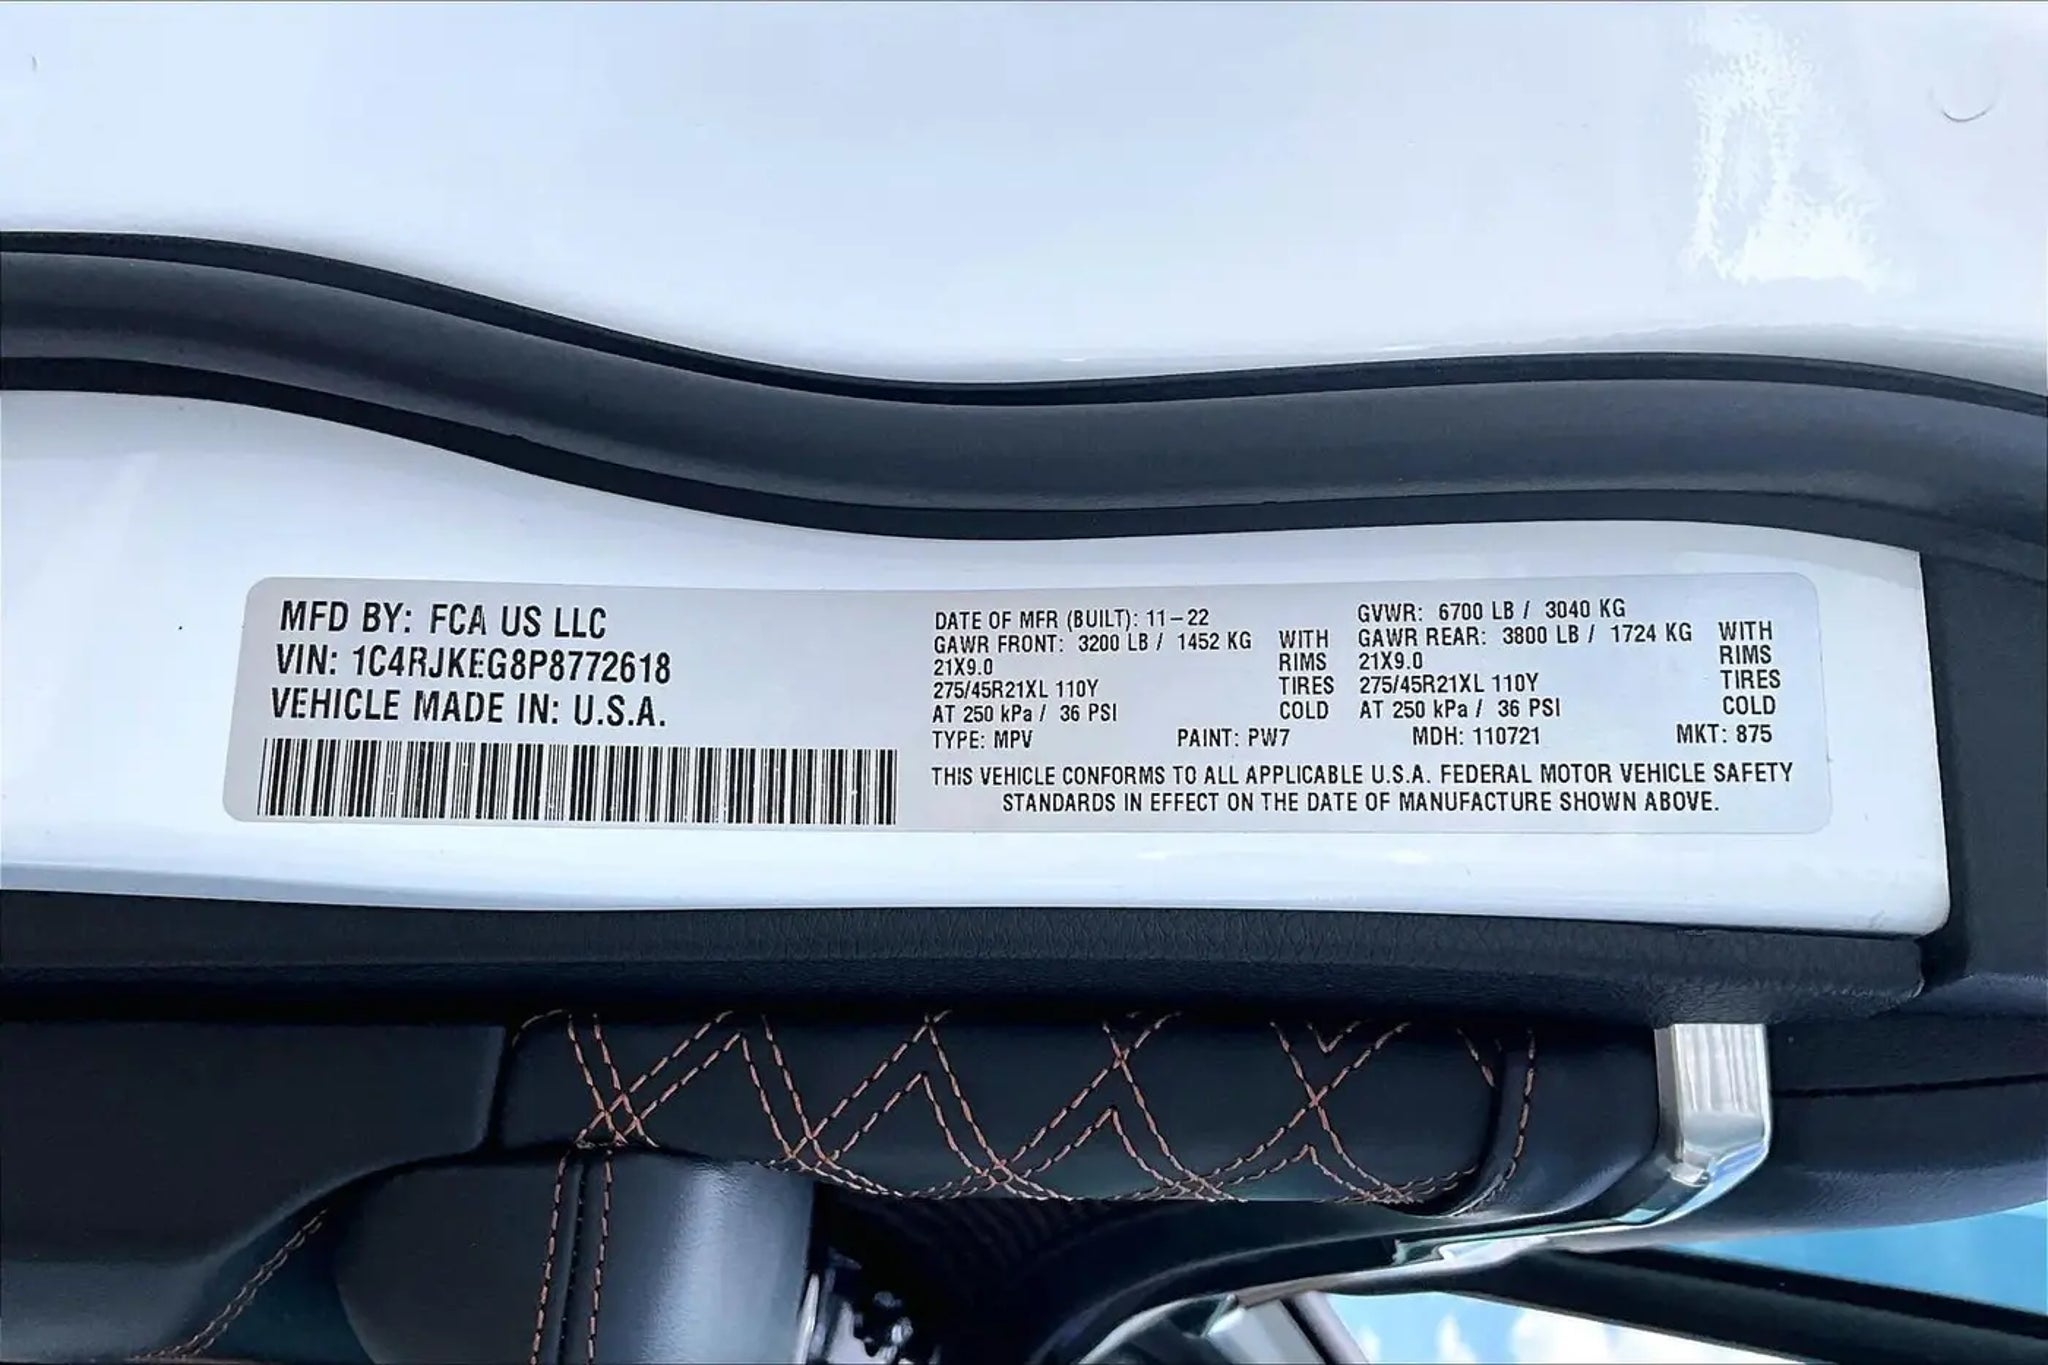 MFD BY: FCA US LLC
VIN: 1C4RJKEG8P8772618
VEHICLE MADE IN: U.S.A.
DATE OF MFR (BUILT): 11-22
GAWR FRONT: 3200 LB / 1452 KG WITH
21X9.0 RIMS
275/45R21XL 110Y TIRES
AT 250 kPa / 36 PSI COLD
GVWR: 6700 LB / 3040 KG
GAWR REAR: 3800 LB / 1724 KG WITH
21X9.0 RIMS
275/45R21XL 110Y TIRES
AT 250 kPa / 36 PSI COLD
TYPE: MPV PAINT: PW7 MDH: 110721 MKT: 875
THIS VEHICLE CONFORMS TO ALL APPLICABLE U.S.A. FEDERAL MOTOR VEHICLE SAFETY
STANDARDS IN EFFECT ON THE DATE OF MANUFACTURE SHOWN ABOVE.